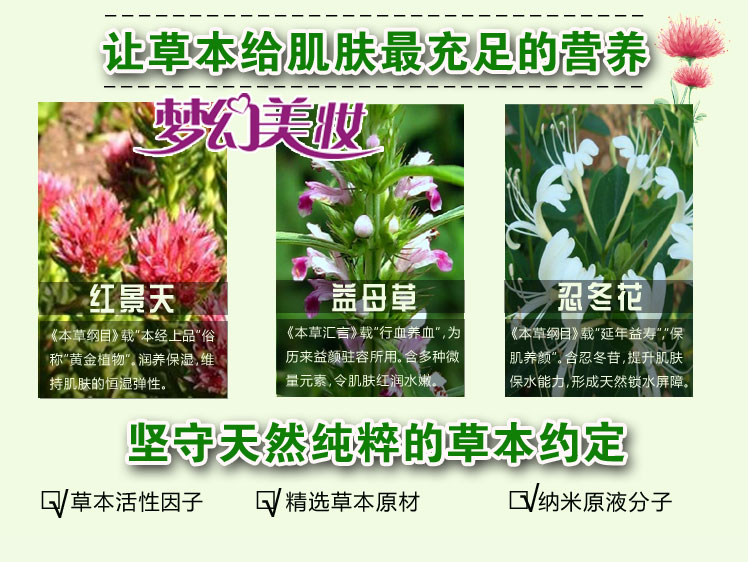 让草本给肌肤最充足的营养
梦幻美妆
红景天
《本草纲目》载"本经上品"俗
称"黄金植物"。润养保湿，维
持肌肤的恒湿弹性。
益母草
《本草汇言》载"行血养血"，为
历来益颜驻容所用。含多种微
量元素，令肌肤红润水嫩。
忍冬花
《本草纲目》载"延年益寿"，"保
肌养颜"。含忍冬苷，提升肌肤
保水能力，形成天然锁水屏障。
坚守天然纯粹的草本约定
草本活性因子
精选草本原材
纳米原液分子